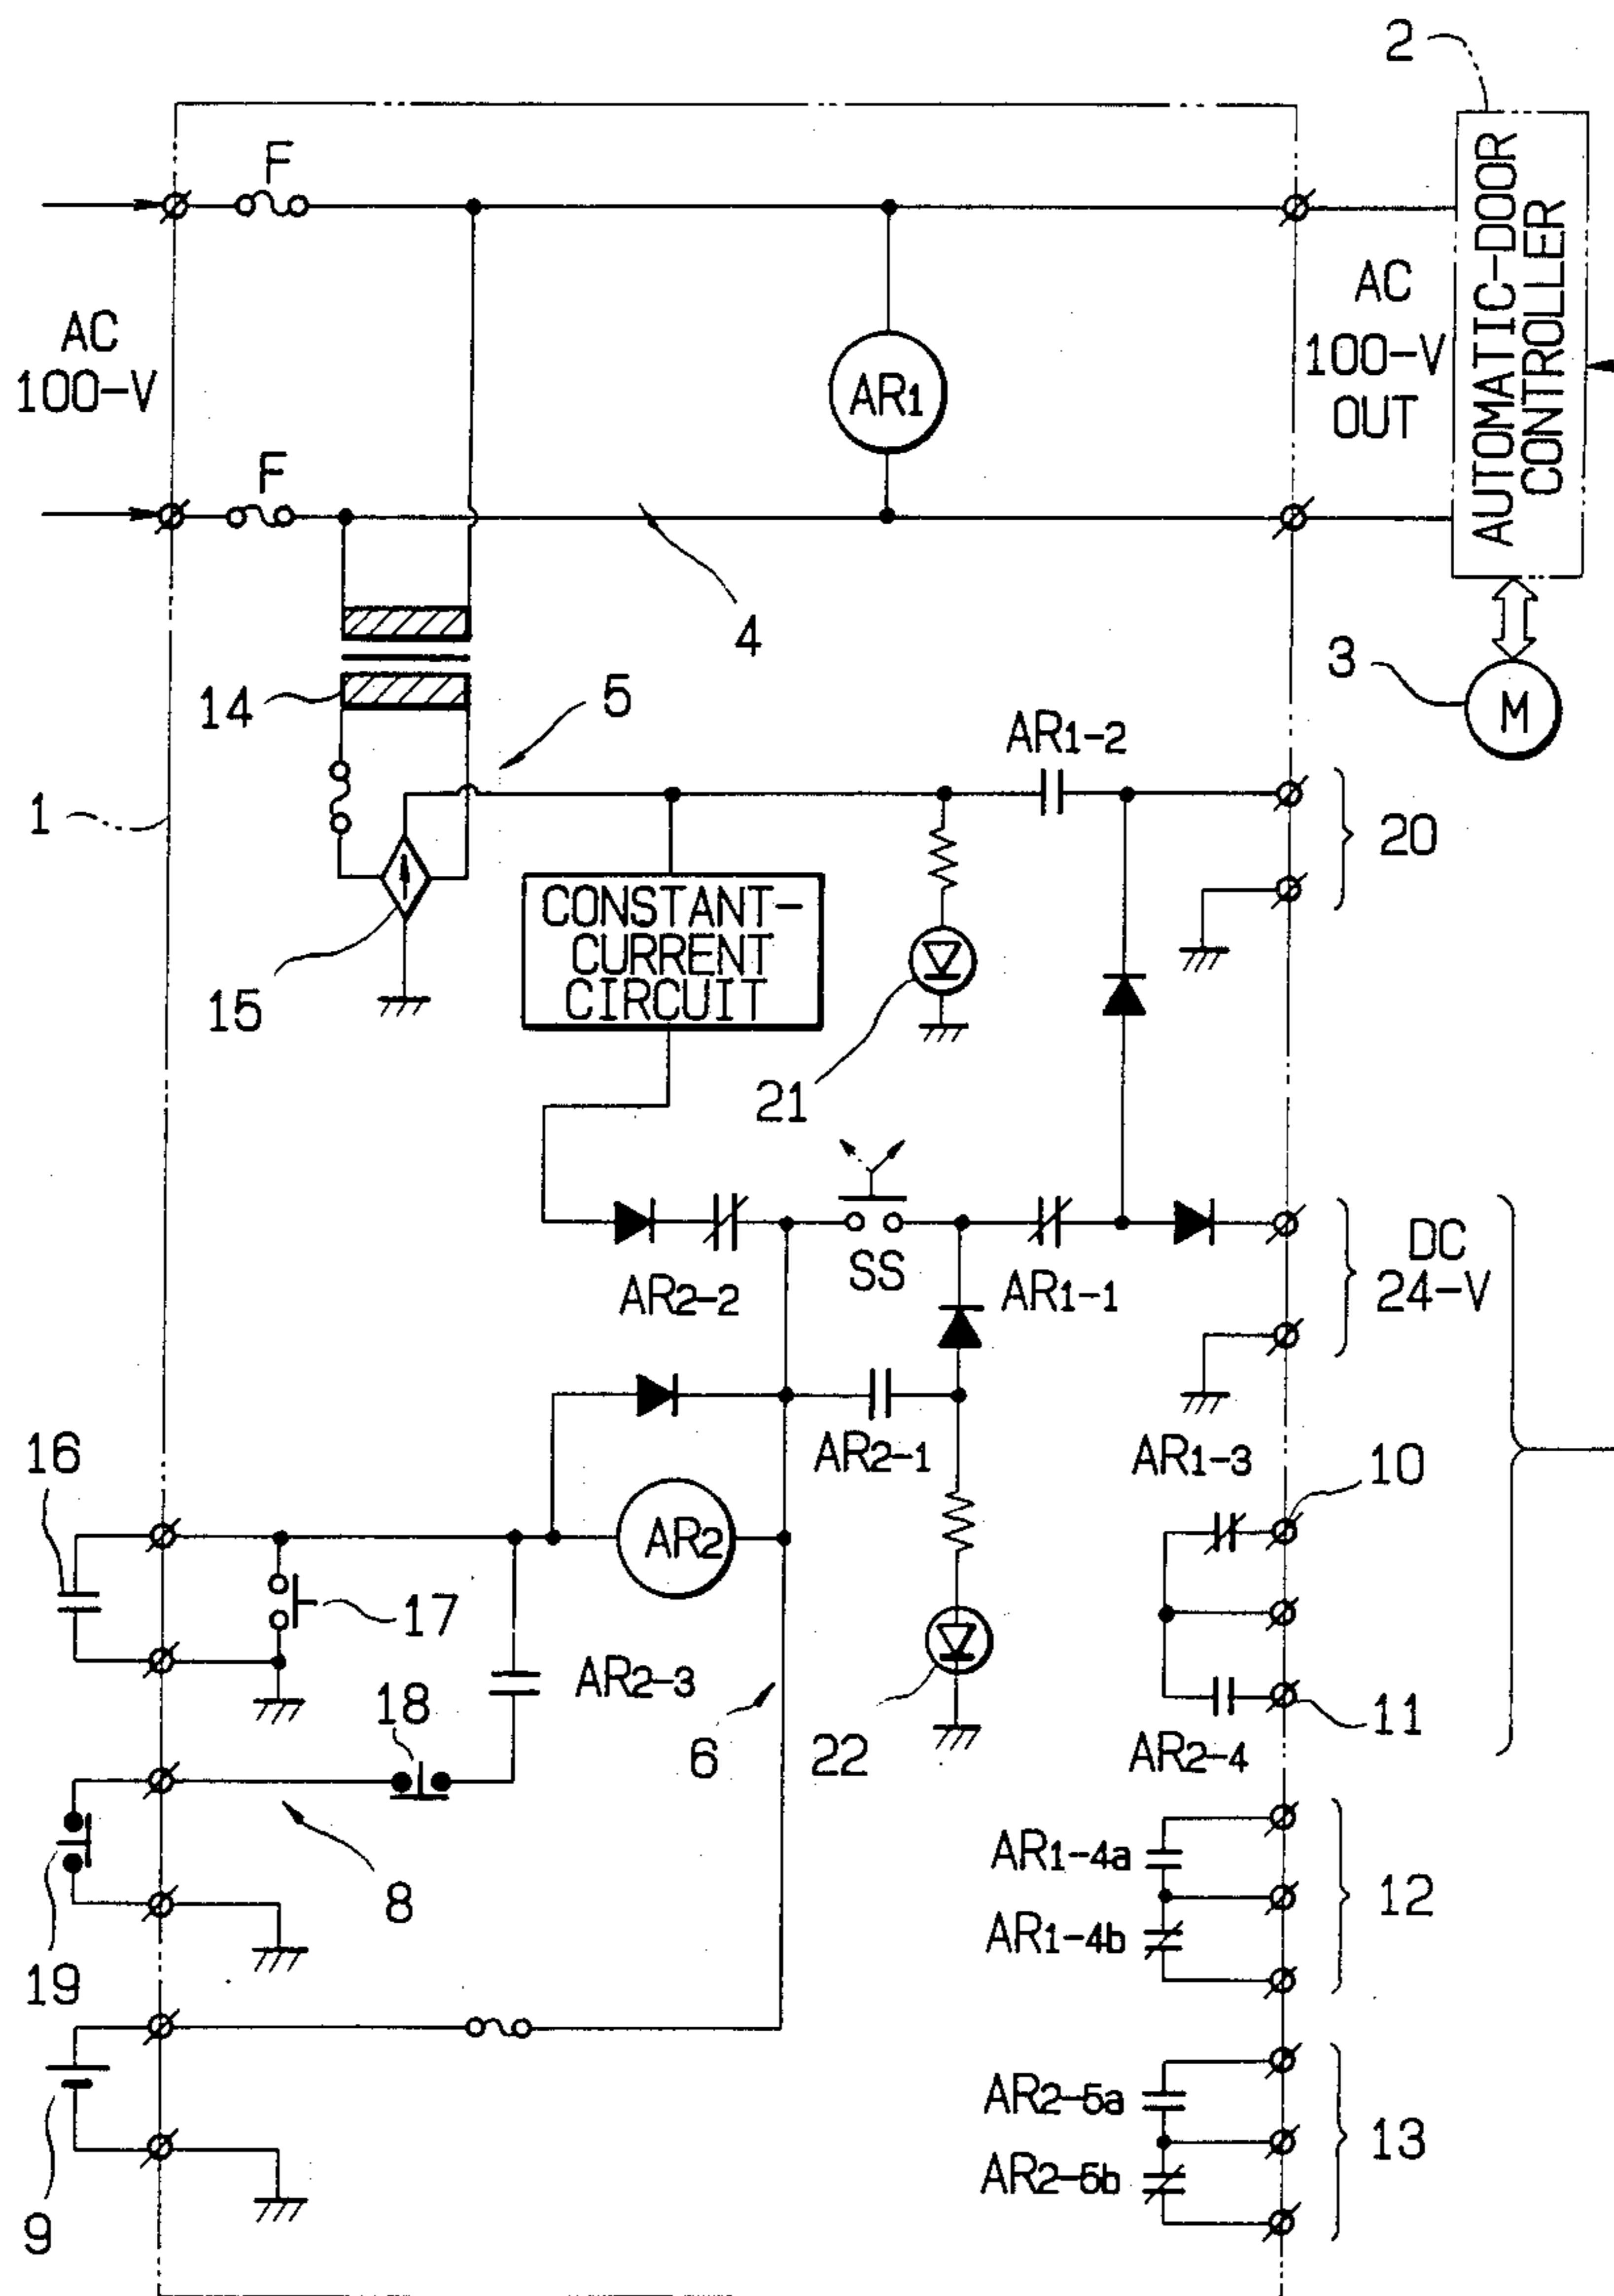 2
F
AC
100-V
F
AR1
AC
100-V
OUT
AUTOMATIC-DOOR
CONTROLLER
4
14
5
3
M
AR1-2
1
20
15
CONSTANT-
CURRENT
CIRCUIT
21
SS
AR2-2
AR1-1
DC
24-V
16
AR2-1
AR1-3
10
AR2
17
AR2-3
18
6
22
11
AR2-4
8
19
AR1-4a
AR1-4b
12
9
AR2-5a
AR2-5b
13